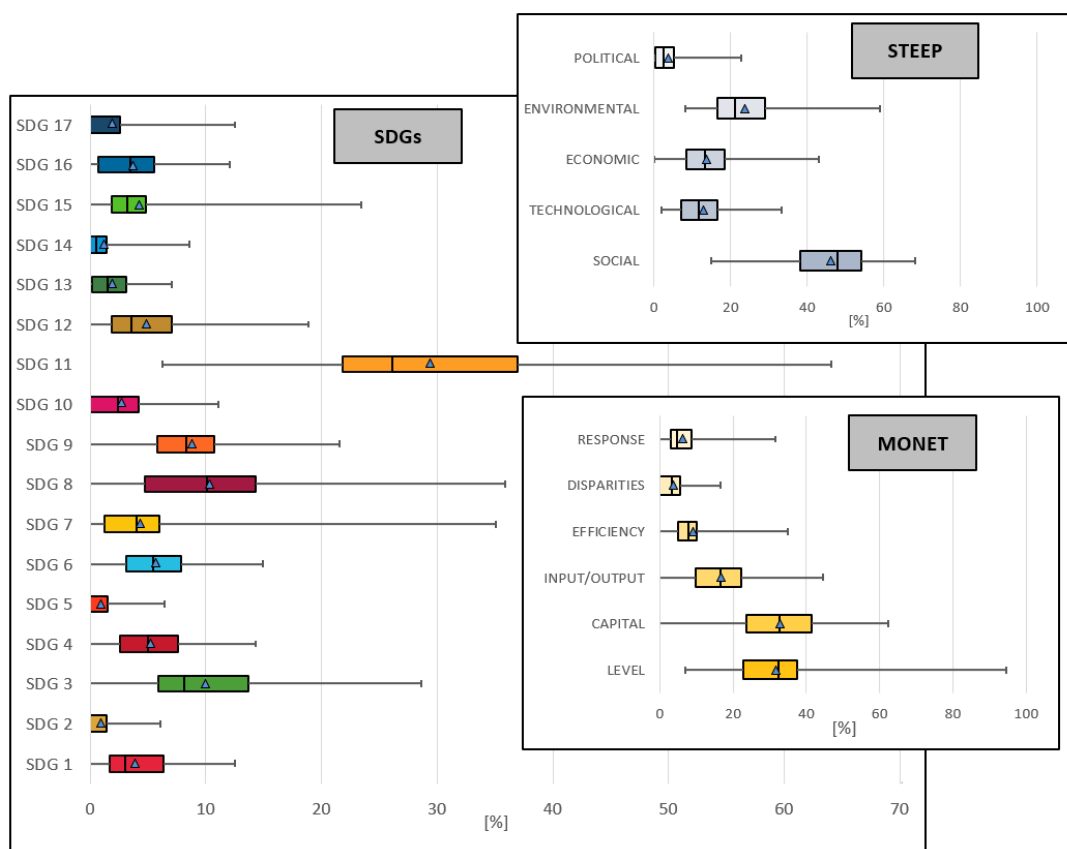 STEEP
POLITICAL
ENVIRONMENTAL
ECONOMIC
TECHNOLOGICAL
SOCIAL
0 20 40 60 80 100
[%]
SDGs
SDG 17
SDG 16
SDG 15
SDG 14
SDG 13
SDG 12
SDG 11
SDG 10
SDG 9
SDG 8
SDG 7
SDG 6
SDG 5
SDG 4
SDG 3
SDG 2
SDG 1
0 10 20 30 40 50 60 70
[%]
MONET
RESPONSE
DISPARITIES
EFFICIENCY
INPUT/OUTPUT
CAPITAL
LEVEL
0 20 40 60 80 100
[%]